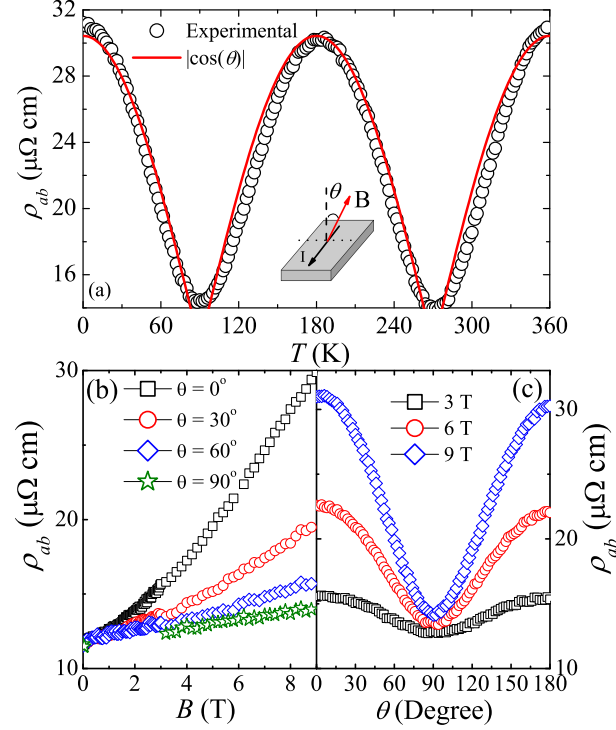 Experimental
|cos(θ)|
32
28
24
20
16
ρab (μΩ cm)
θ
B
I
(a)
0 60 120 180 240 300 360
T (K)
(b)
θ = 0°
θ = 30°
θ = 60°
θ = 90°
30
20
10
ρab (μΩ cm)
0 2 4 6 8
B (T)
(c)
3 T
6 T
9 T
30
20
10
ρab (μΩ cm)
0 30 60 90 120 150 180
θ (Degree)